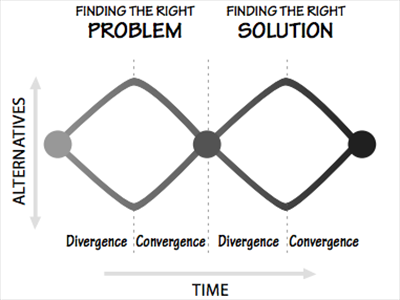 FINDING THE RIGHT
PROBLEM
FINDING THE RIGHT
SOLUTION
ALTERNATIVES
Divergence
Convergence
Divergence
Convergence
TIME